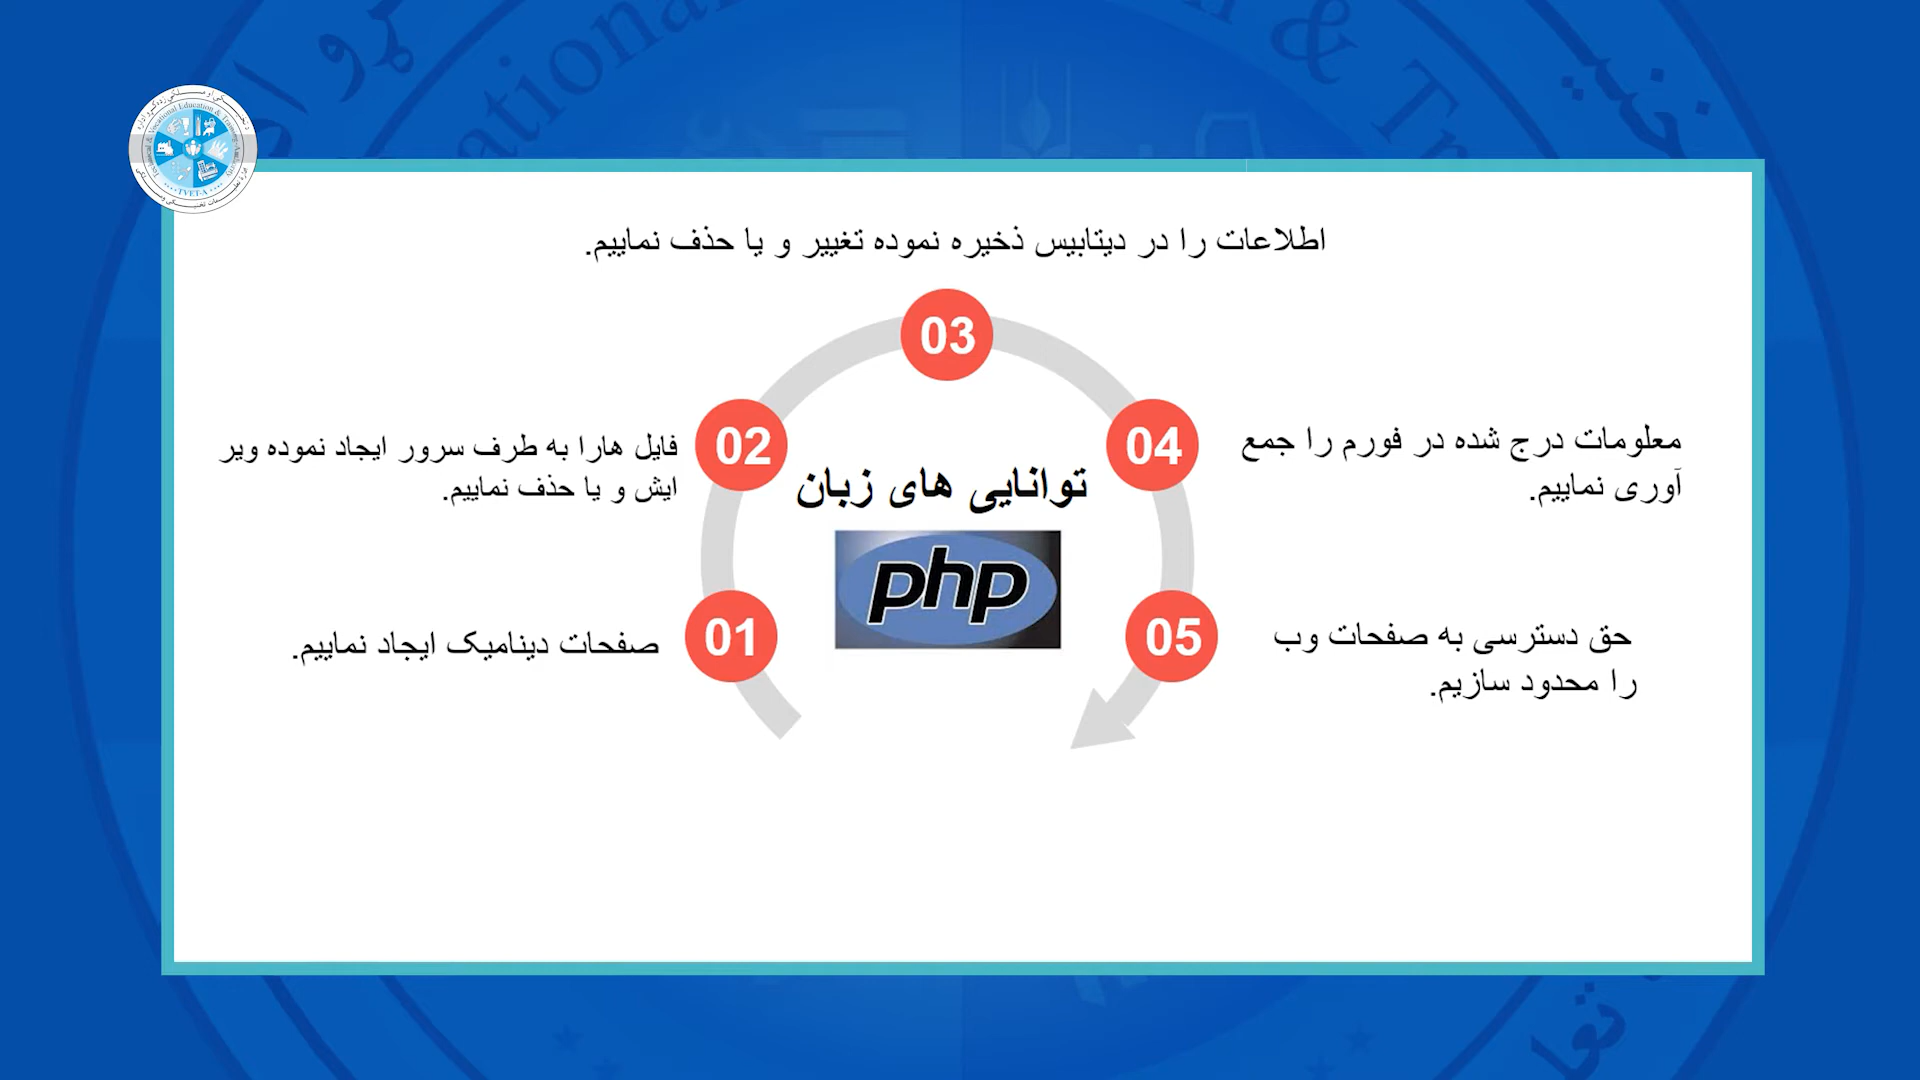 اطلاعات را در دیتابیس ذخیره نموده تغییر و یا حذف نماییم.
03
02
فایل هارا به طرف سرور ایجاد نموده ویر
ایش و یا حذف نماییم.
04
معلومات درج شده در فورم را جمع
آوری نماییم.
توانایی های زبان
php
01
صفحات دینامیک ایجاد نماییم.
05
حق دسترسی به صفحات وب
را محدود سازیم.
TVET-A